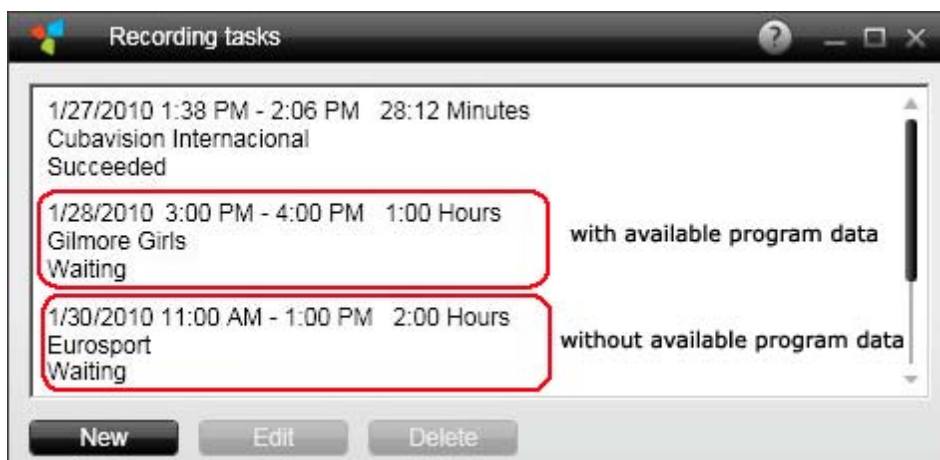 Recording tasks
?
1/27/2010 1:38 PM - 2:06 PM 28:12 Minutes
Cubavision Internacional
Succeeded
1/28/2010 3:00 PM - 4:00 PM 1:00 Hours
Gilmore Girls
Waiting
with available program data
1/30/2010 11:00 AM - 1:00 PM 2:00 Hours
Eurosport
Waiting
without available program data
New Edit Delete